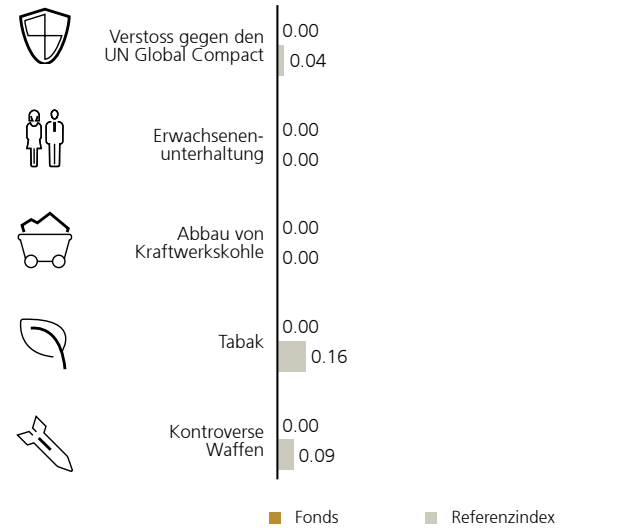 Verstoss gegen den
UN Global Compact
0.00
0.04
Erwachsenen-
unterhaltung
0.00
0.00
Abbau von
Kraftwerkskohle
0.00
0.00
Tabak
0.00
0.16
Kontroverse
Waffen
0.00
0.09
Fonds
Referenzindex